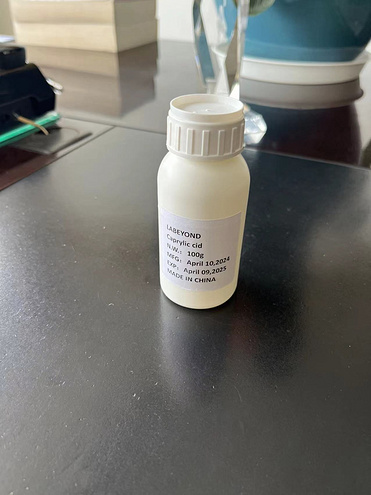 LABEYOND
Caprylic cid
N.W.: 100g
MFG: April 10,2024
EXP: April 09,2025
MADE IN CHINA